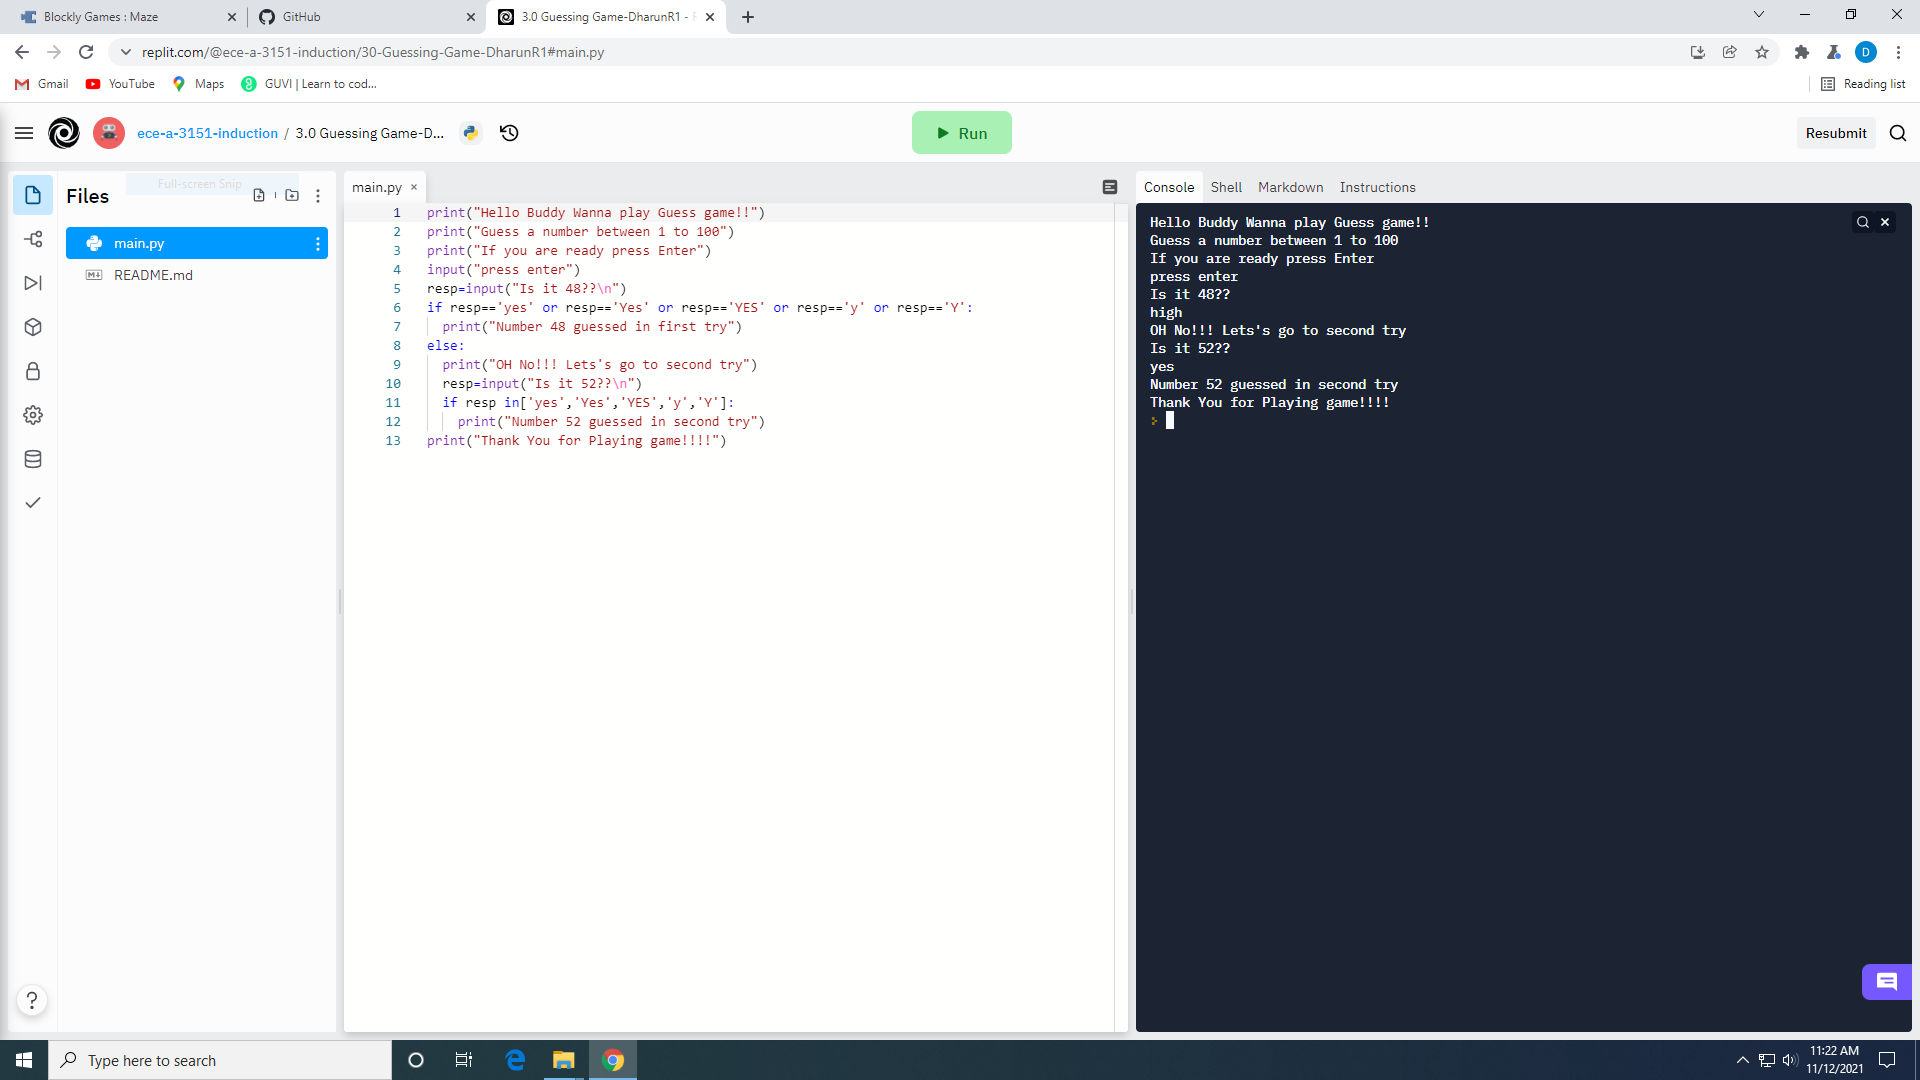 Blockly Games : Maze
GitHub
3.0 Guessing Game-DharunR1 -
replit.com/@ece-a-3151-induction/30-Guessing-Game-DharunR1#main.py
D
Gmail
YouTube
Maps
GUVI | Learn to cod...
Reading list
ece-a-3151-induction / 3.0 Guessing Game-D...
Run
Resubmit
Files
Full-screen Snip
main.py
README.md
main.py
1 print("Hello Buddy Wanna play Guess game!!")
2 print("Guess a number between 1 to 100")
3 print("If you are ready press Enter")
4 input("press enter")
5 resp=input("Is it 48??\n")
6 if resp=='yes' or resp=='Yes' or resp=='YES' or resp=='y' or resp=='Y':
7 print("Number 48 guessed in first try")
8 else:
9 print("OH No!!! Lets's go to second try")
10 resp=input("Is it 52??\n")
11 if resp in['yes','Yes','YES','y','Y']:
12 print("Number 52 guessed in second try")
13 print("Thank You for Playing game!!!!")
Console Shell Markdown Instructions
Hello Buddy Wanna play Guess game!!
Guess a number between 1 to 100
If you are ready press Enter
press enter
Is it 48??
high
OH No!!! Lets's go to second try
Is it 52??
yes
Number 52 guessed in second try
Thank You for Playing game!!!!
?
Type here to search
11:22 AM
11/12/2021